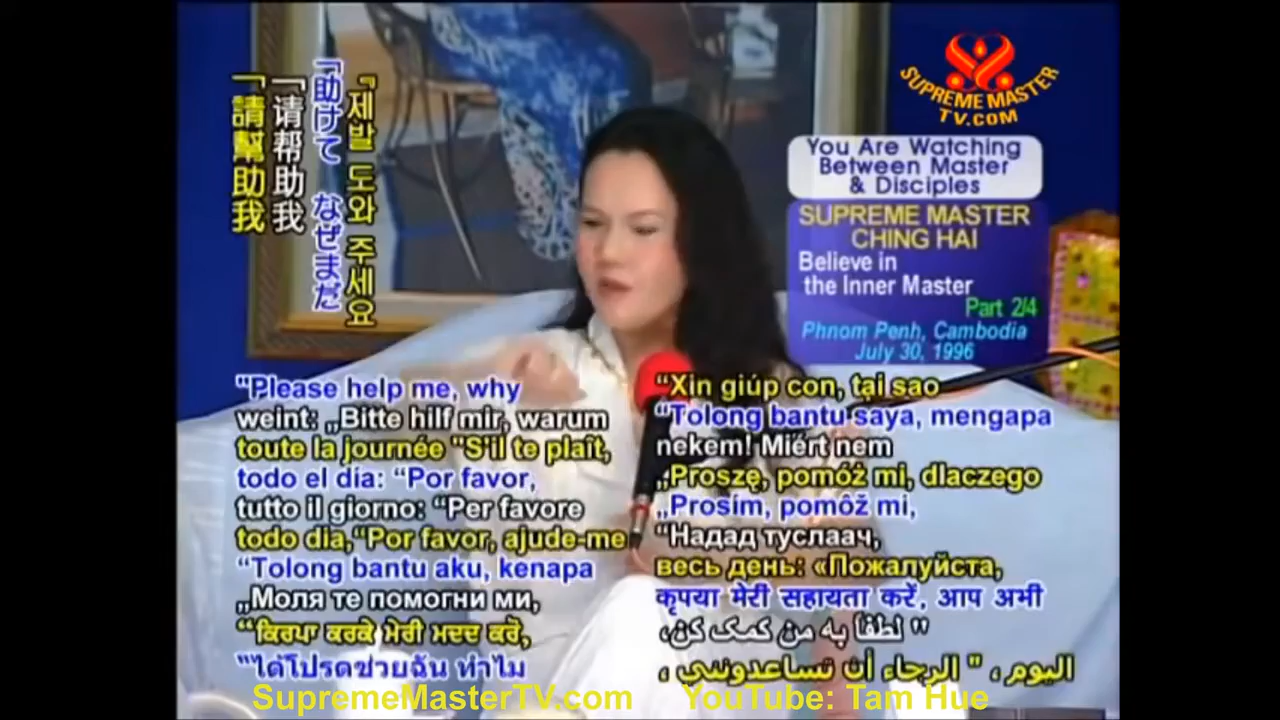 SUPREME MASTER
TV.COM
You Are Watching
Between Master
& Disciples
SUPREME MASTER
CHING HAI
Believe in
the Inner Master
Part 2/4
Phnom Penh, Cambodia
July 30, 1996
『제발 도와 주세요
「助けて なぜまだ
「请帮助我
「請幫助我
"Please help me, why
weint: „Bitte hilf mir, warum
toute la journée "S'il te plaît,
todo el día: “Por favor,
tutto il giorno: “Per favore
todo dia,“Por favor, ajude-me
“Tolong bantu aku, kenapa
„Моля те помогни ми,
“ਕਿਰਪਾ ਕਰਕੇ ਮੇਰੀ ਮਦਦ ਕਰੋ,
“ได้โปรดช่วยฉัน ทำไม
“Xin giúp con, tại sao
“Tolong bantu saya, mengapa
nekem! Miért nem
„Proszę, pomóż mi, dlaczego
„Prosím, pomôž mi,
“Надад туслаач,
весь день: «Пожалуйста,
कृपया मेरी सहायता करें, आप अभी
" لطفاً به من کمک کن،
اليوم، " الرجاء أن تساعدونني ،
SupremeMasterTV.com YouTube: Tam Hue